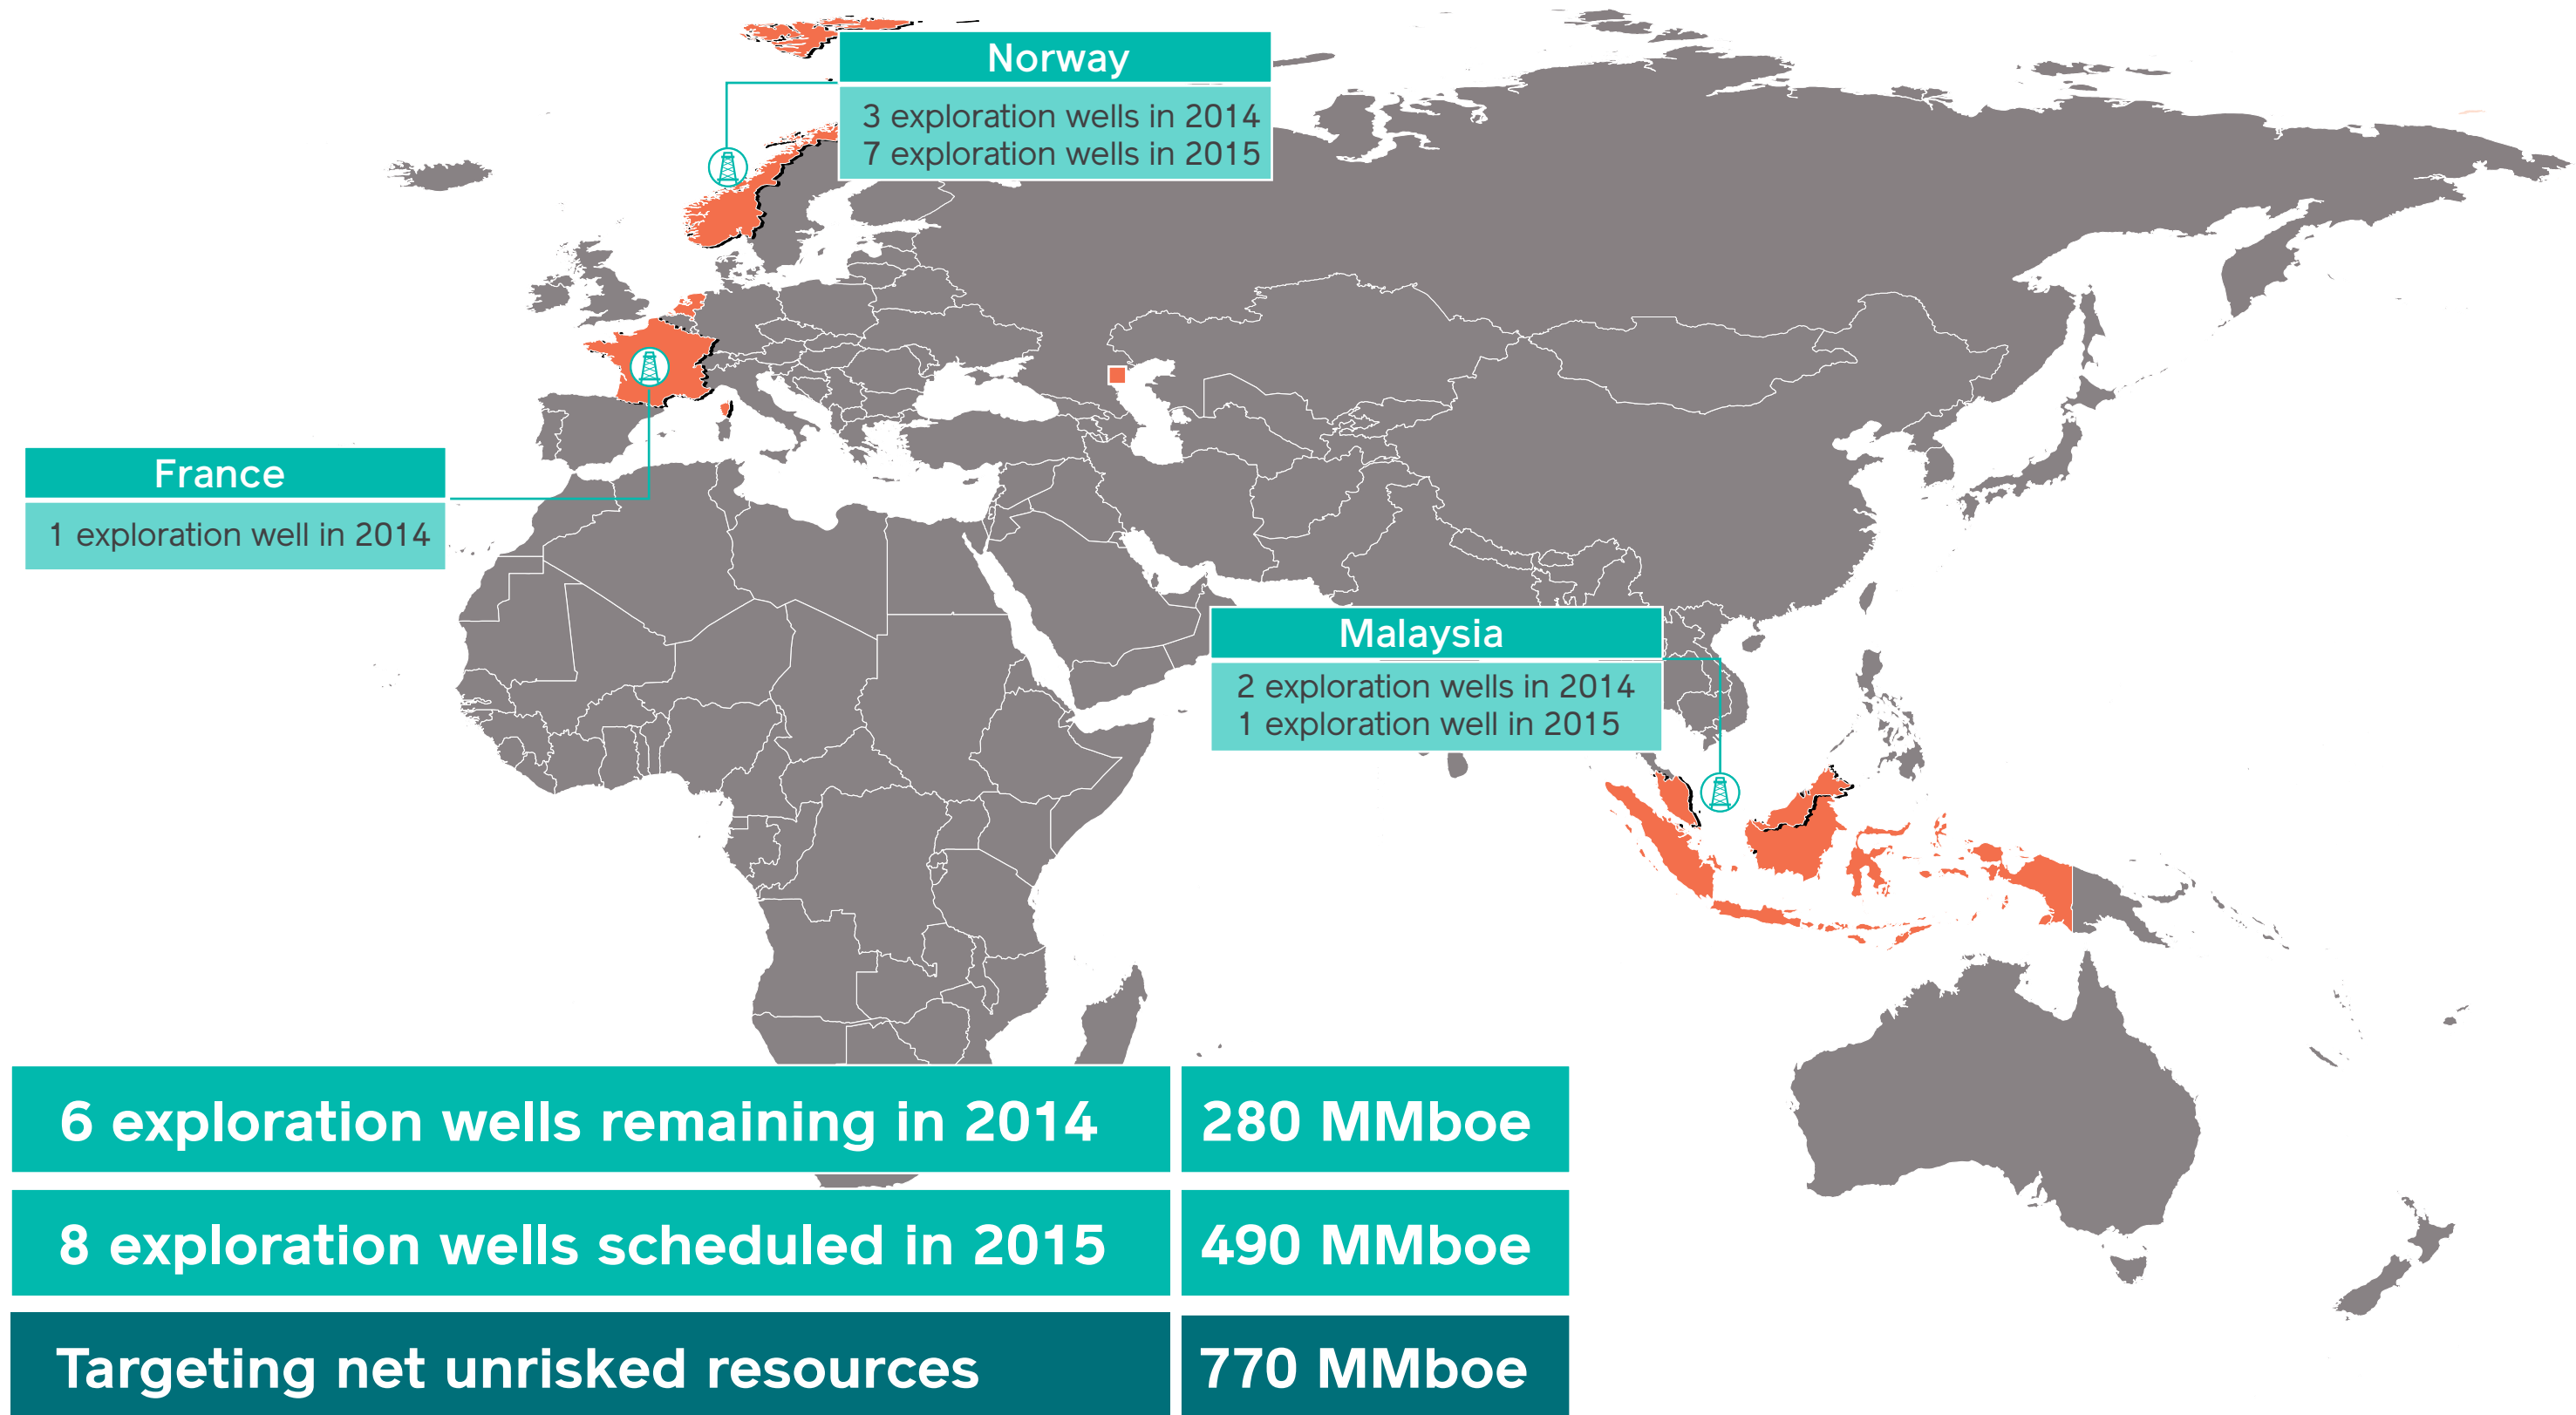 Norway
3 exploration wells in 2014
7 exploration wells in 2015
France
1 exploration well in 2014
Malaysia
2 exploration wells in 2014
1 exploration well in 2015
6 exploration wells remaining in 2014 280 MMboe
8 exploration wells scheduled in 2015 490 MMboe
Targeting net unrisked resources 770 MMboe